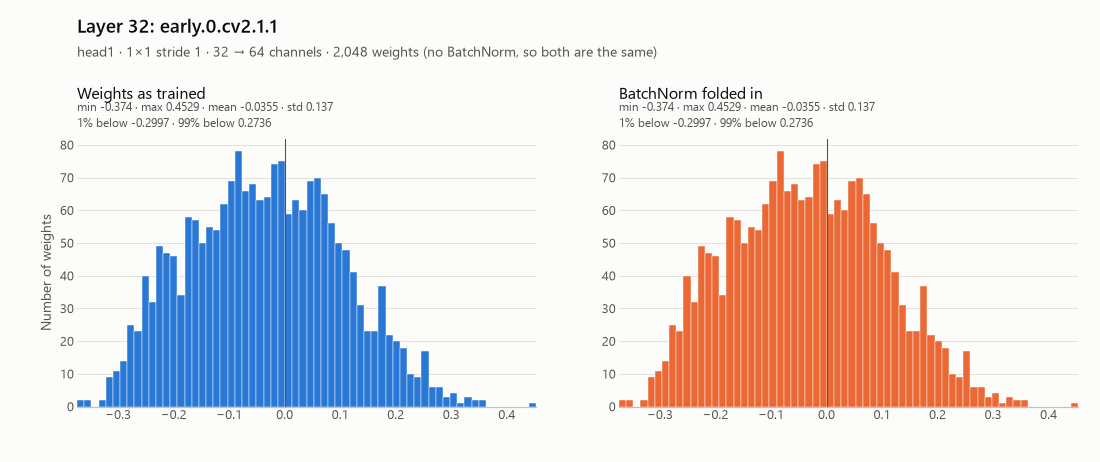 Layer 32: early.0.cv2.1.1
head1 · 1×1 stride 1 · 32 → 64 channels · 2,048 weights (no BatchNorm, so both are the same)
Weights as trained
min -0.374 · max 0.4529 · mean -0.0355 · std 0.137
1% below -0.2997 · 99% below 0.2736
Number of weights
80
70
60
50
40
30
20
10
0
−0.3 −0.2 −0.1 0.0 0.1 0.2 0.3 0.4
BatchNorm folded in
min -0.374 · max 0.4529 · mean -0.0355 · std 0.137
1% below -0.2997 · 99% below 0.2736
80
70
60
50
40
30
20
10
0
−0.3 −0.2 −0.1 0.0 0.1 0.2 0.3 0.4